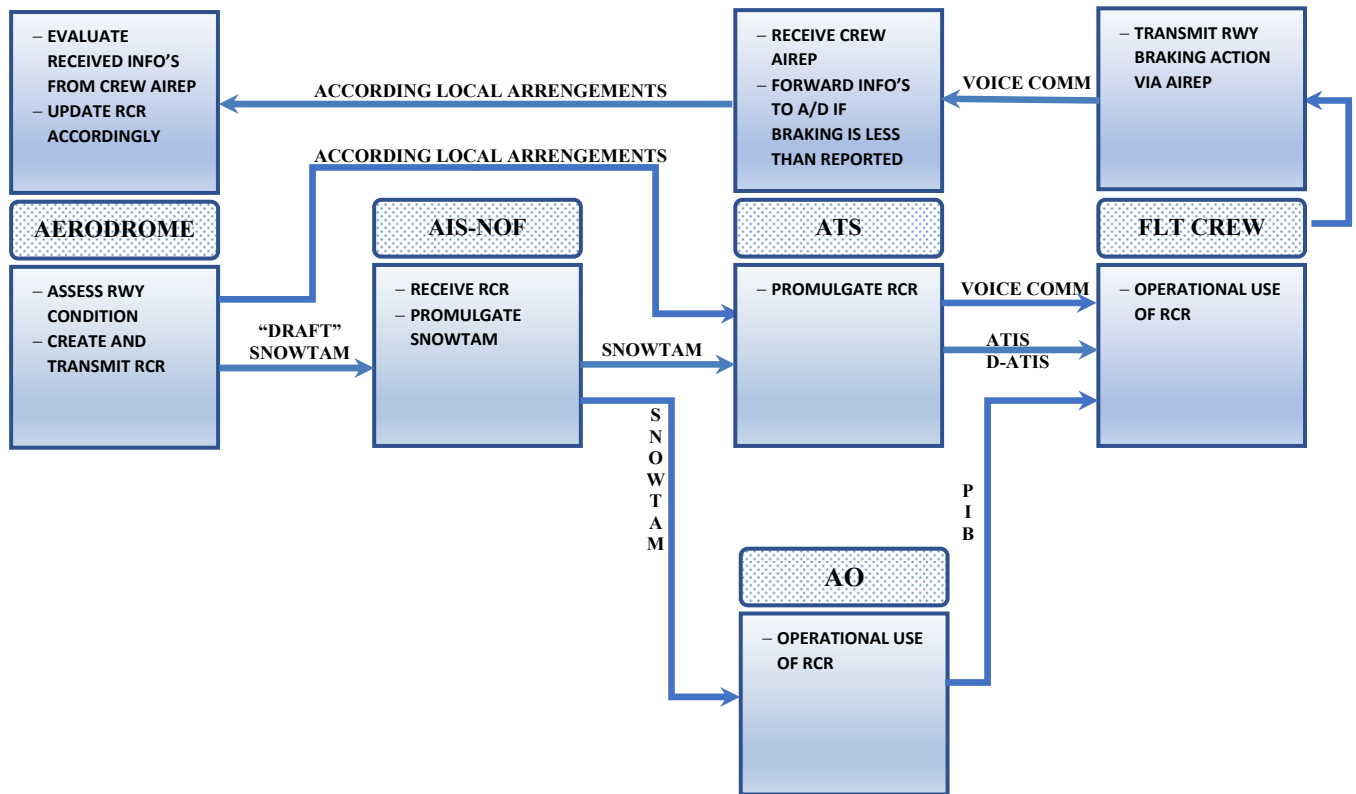 – EVALUATE
RECEIVED INFO’S
FROM CREW AIREP
– UPDATE RCR
ACCORDINGLY
ACCORDING LOCAL ARRENGEMENTS
– RECEIVE CREW
AIREP
– FORWARD INFO’S
TO A/D IF
BRAKING IS LESS
THAN REPORTED
VOICE COMM
– TRANSMIT RWY
BRAKING ACTION
VIA AIREP
ACCORDING LOCAL ARRENGEMENTS
AERODROME
AIS-NOF
ATS
FLT CREW
– ASSESS RWY
CONDITION
– CREATE AND
TRANSMIT RCR
“DRAFT”
SNOWTAM
– RECEIVE RCR
– PROMULGATE
SNOWTAM
SNOWTAM
– PROMULGATE RCR
VOICE COMM
ATIS
D-ATIS
– OPERATIONAL USE
OF RCR
S
N
O
W
T
A
M
P
I
B
AO
– OPERATIONAL USE
OF RCR